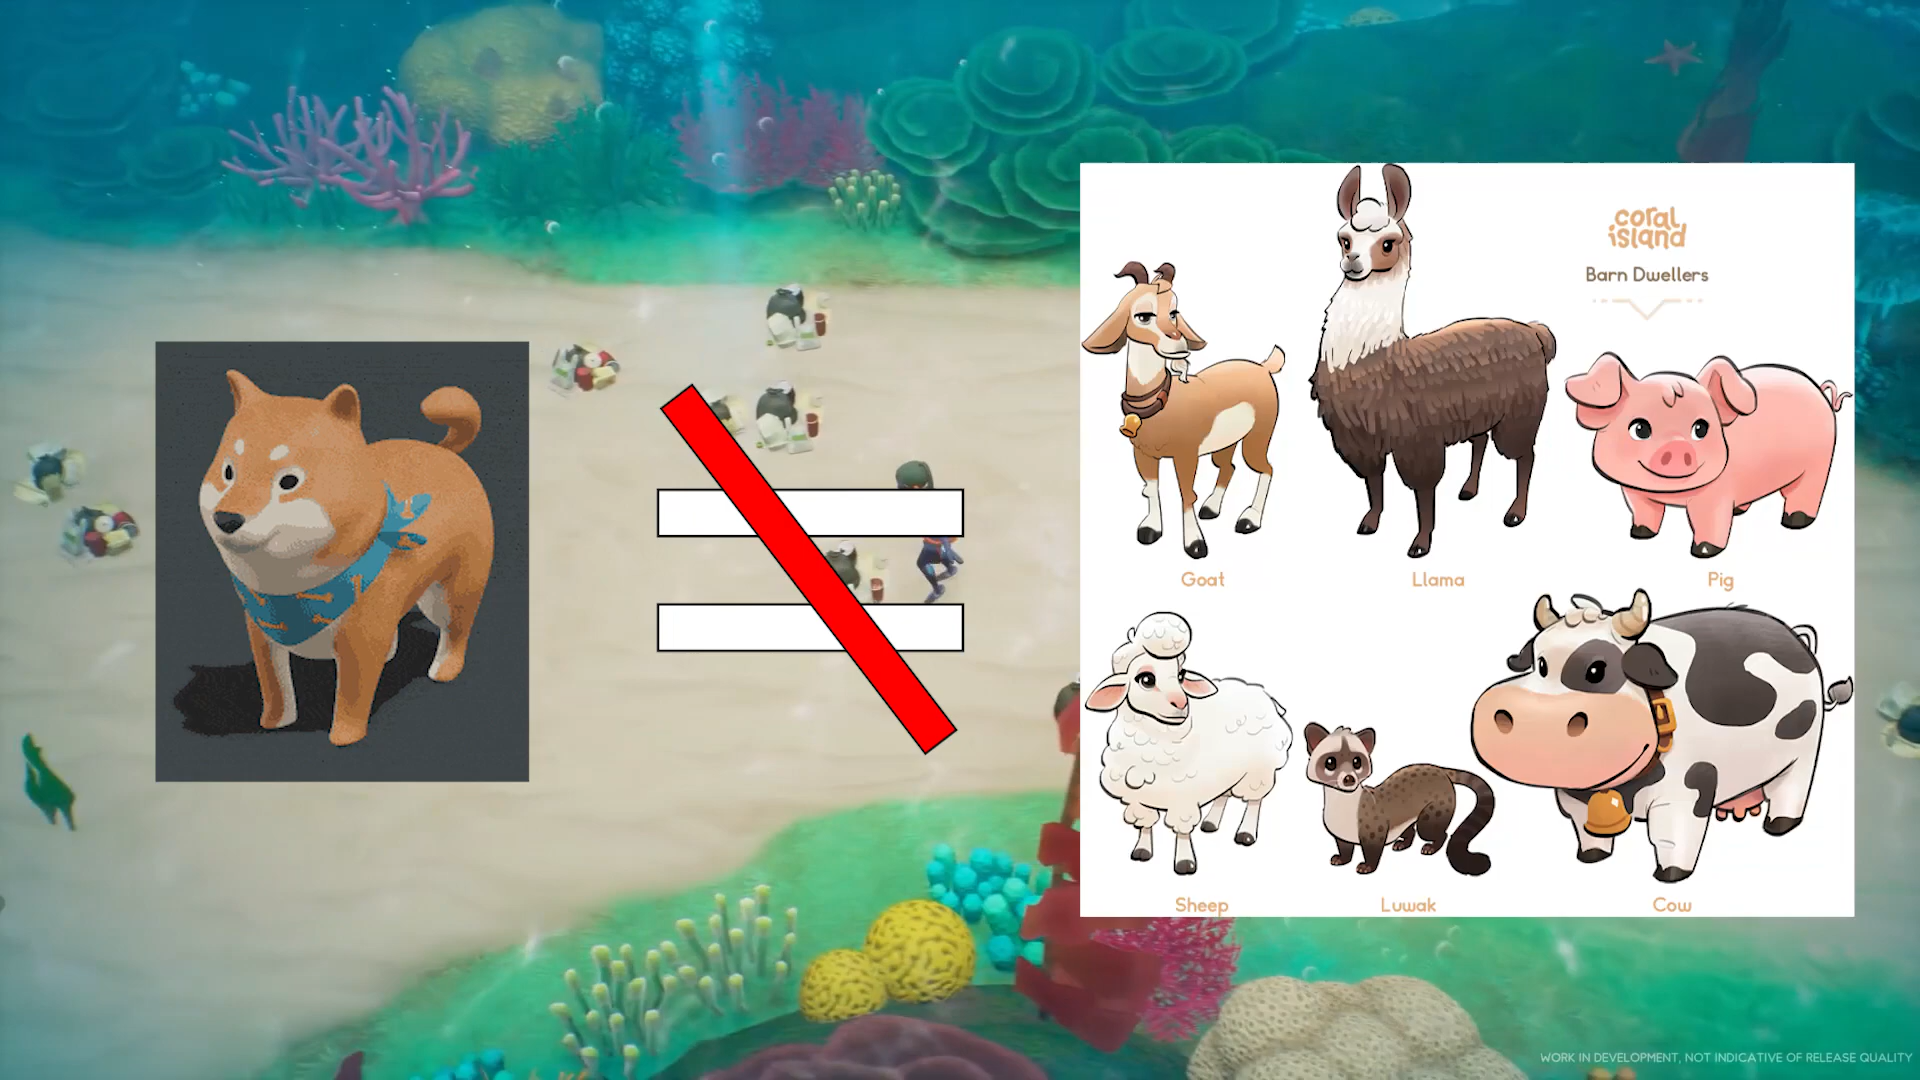 coral
island
Barn Dwellers
Goat
Llama
Pig
Sheep
Luwak
Cow
WORK IN DEVELOPMENT, NOT INDICATIVE OF RELEASE QUALITY